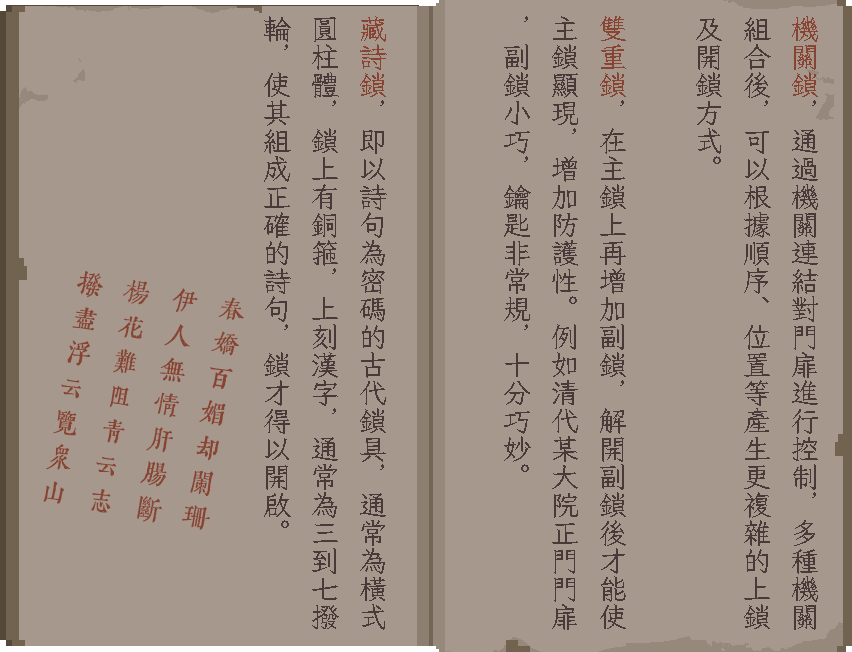 機關鎖，通過機關連結對門扉進行控制，多種機關
組合後，可以根據順序、位置等產生更複雜的上鎖
及開鎖方式。
雙重鎖，在主鎖上再增加副鎖，解開副鎖後才能使
主鎖顯現，增加防護性。例如清代某大院正門門扉
，副鎖小巧，鑰匙非常規，十分巧妙。
藏詩鎖，即以詩句為密碼的古代鎖具，通常為橫式
圓柱體，鎖上有銅箍，上刻漢字，通常為三到七撥
輪，使其組成正確的詩句，鎖才得以開啟。
春嬌百媚却闌珊
伊人無情肝腸斷
楊花難阻青云志
撥盡浮云覽衆山